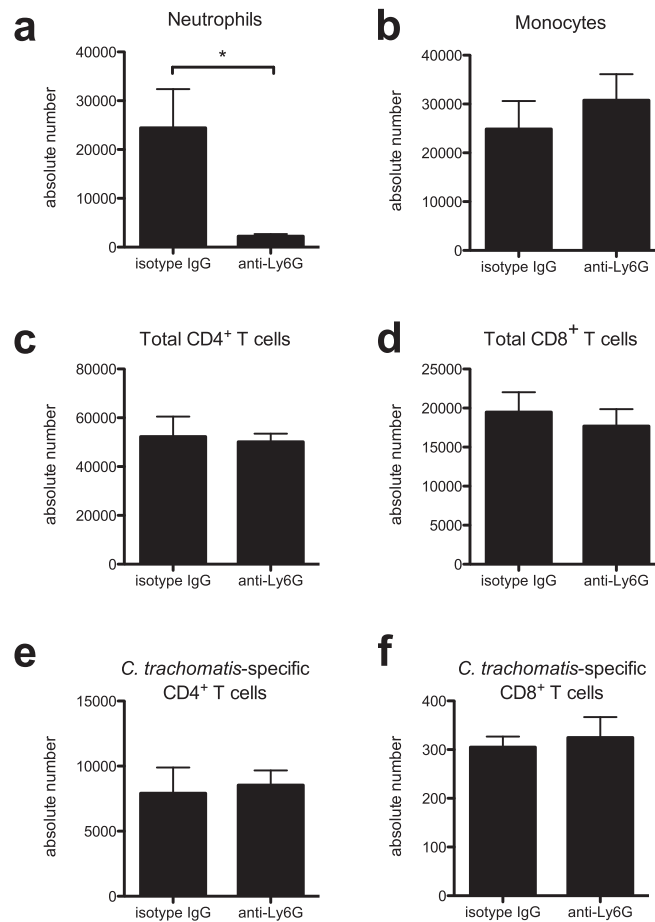 a
Neutrophils
absolute number
40000
30000
20000
10000
0
*
isotype IgG
anti-Ly6G
b
Monocytes
absolute number
40000
30000
20000
10000
0
isotype IgG
anti-Ly6G
c
Total CD4⁺ T cells
absolute number
80000
60000
40000
20000
0
isotype IgG
anti-Ly6G
d
Total CD8⁺ T cells
absolute number
25000
20000
15000
10000
5000
0
isotype IgG
anti-Ly6G
e
C. trachomatis-specific
CD4⁺ T cells
absolute number
15000
10000
5000
0
isotype IgG
anti-Ly6G
f
C. trachomatis-specific
CD8⁺ T cells
absolute number
400
300
200
100
0
isotype IgG
anti-Ly6G